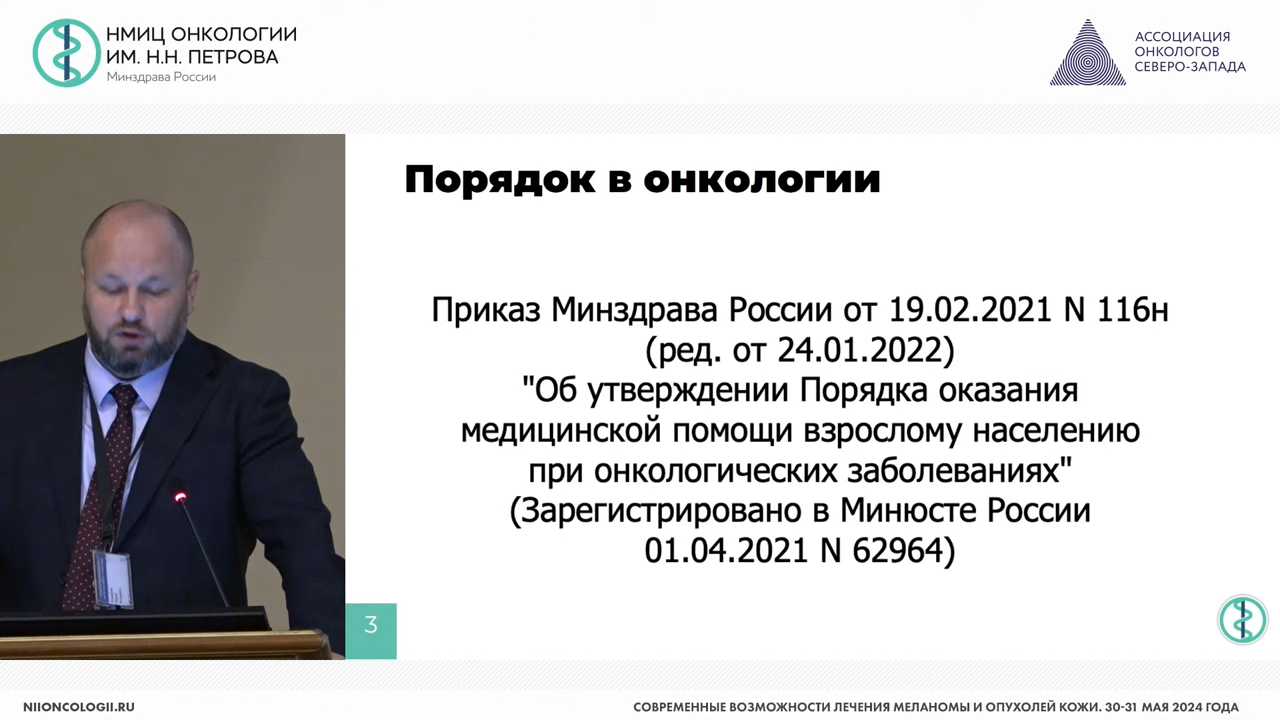 НМИЦ ОНКОЛОГИИ
ИМ. Н.Н. ПЕТРОВА
Минздрава России
АССОЦИАЦИЯ
ОНКОЛОГОВ
СЕВЕРО-ЗАПАДА
Порядок в онкологии
Приказ Минздрава России от 19.02.2021 N 116н
(ред. от 24.01.2022)
"Об утверждении Порядка оказания
медицинской помощи взрослому населению
при онкологических заболеваниях"
(Зарегистрировано в Минюсте России
01.04.2021 N 62964)
3
NIIONCOLOGII.RU
СОВРЕМЕННЫЕ ВОЗМОЖНОСТИ ЛЕЧЕНИЯ МЕЛАНОМЫ И ОПУХОЛЕЙ КОЖИ. 30-31 МАЯ 2024 ГОДА